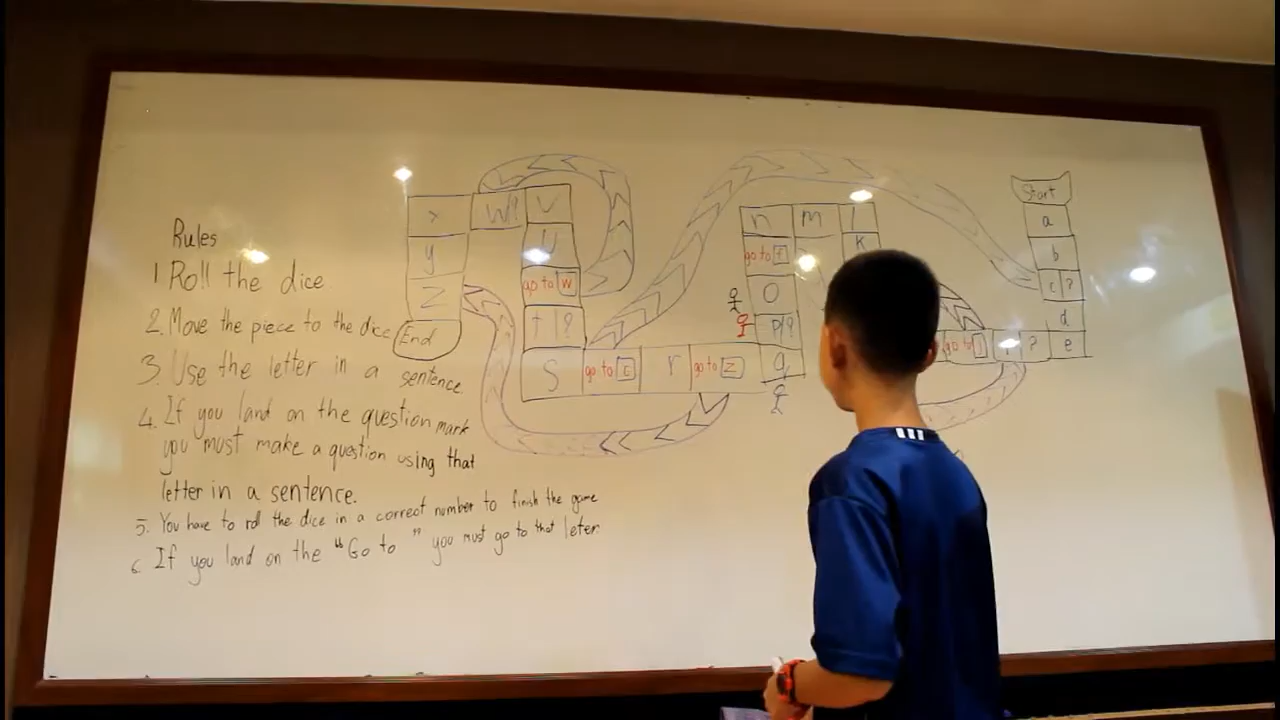 Rules
1 Roll the dice
2. Move the piece to the dice
3. Use the letter in a sentence
4. If you land on the question mark
you must make a question using that
letter in a sentence.
5. You have to roll the dice in a correct number to finish the game
6. If you land on the "Go to " you must go to that leter.
x W? V
y U
Z go to w
End t ?
S go to c r go to z q
n m l
go to f K
O
p ?
Start
a
b
c ?
d
go to ? e